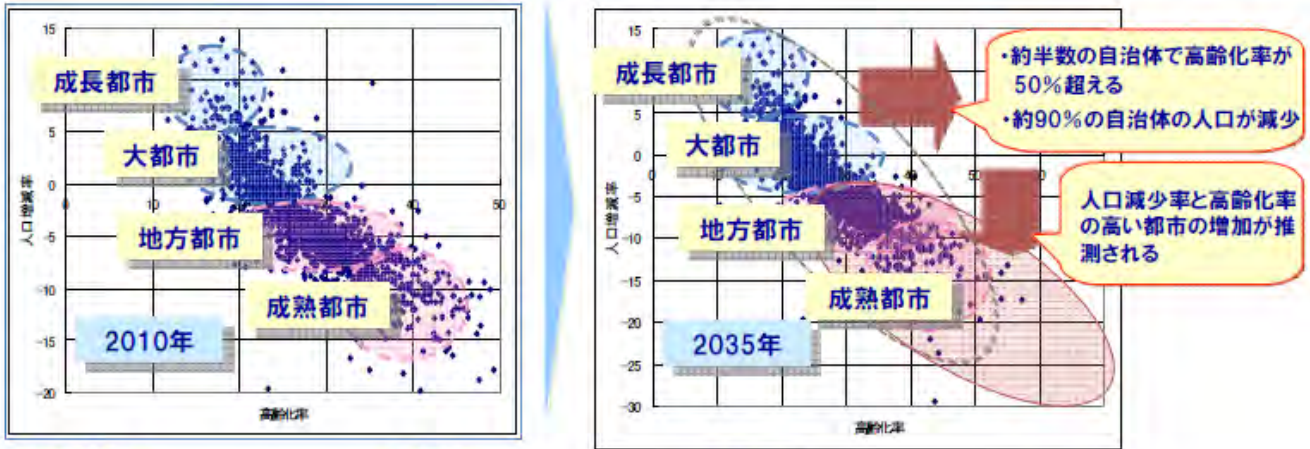 15
10
5
0
-5
-10
-15
-20
0
10
20
30
40
50
人口増減率
高齢化率
成長都市
大都市
地方都市
成熟都市
2010年
15
10
5
0
-5
-10
-15
-20
-25
-30
0
10
20
30
40
50
60
人口増減率
高齢化率
成長都市
大都市
地方都市
成熟都市
2035年
・約半数の自治体で高齢化率が
50%超える
・約90%の自治体の人口が減少
人口減少率と高齢化率
の高い都市の増加が推
測される